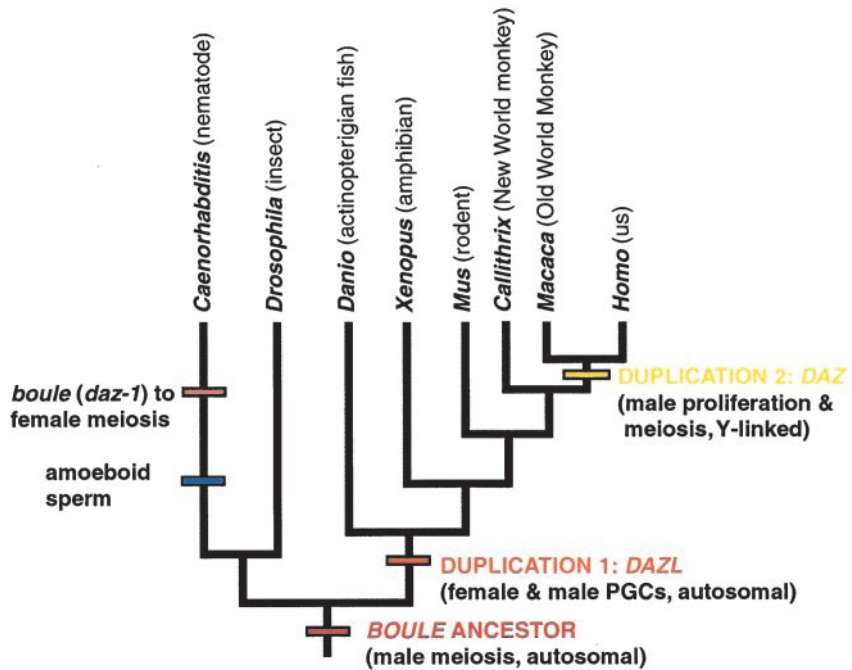 Caenorhabditis (nematode)
Drosophila (insect)
Danio (actinopterigian fish)
Xenopus (amphibian)
Mus (rodent)
Callithrix (New World monkey)
Macaca (Old World Monkey)
Homo (us)
boule (daz-1) to
female meiosis
amoeboid
sperm
DUPLICATION 2: DAZ
(male proliferation &
meiosis, Y-linked)
DUPLICATION 1: DAZL
(female & male PGCs, autosomal)
BOULE ANCESTOR
(male meiosis, autosomal)